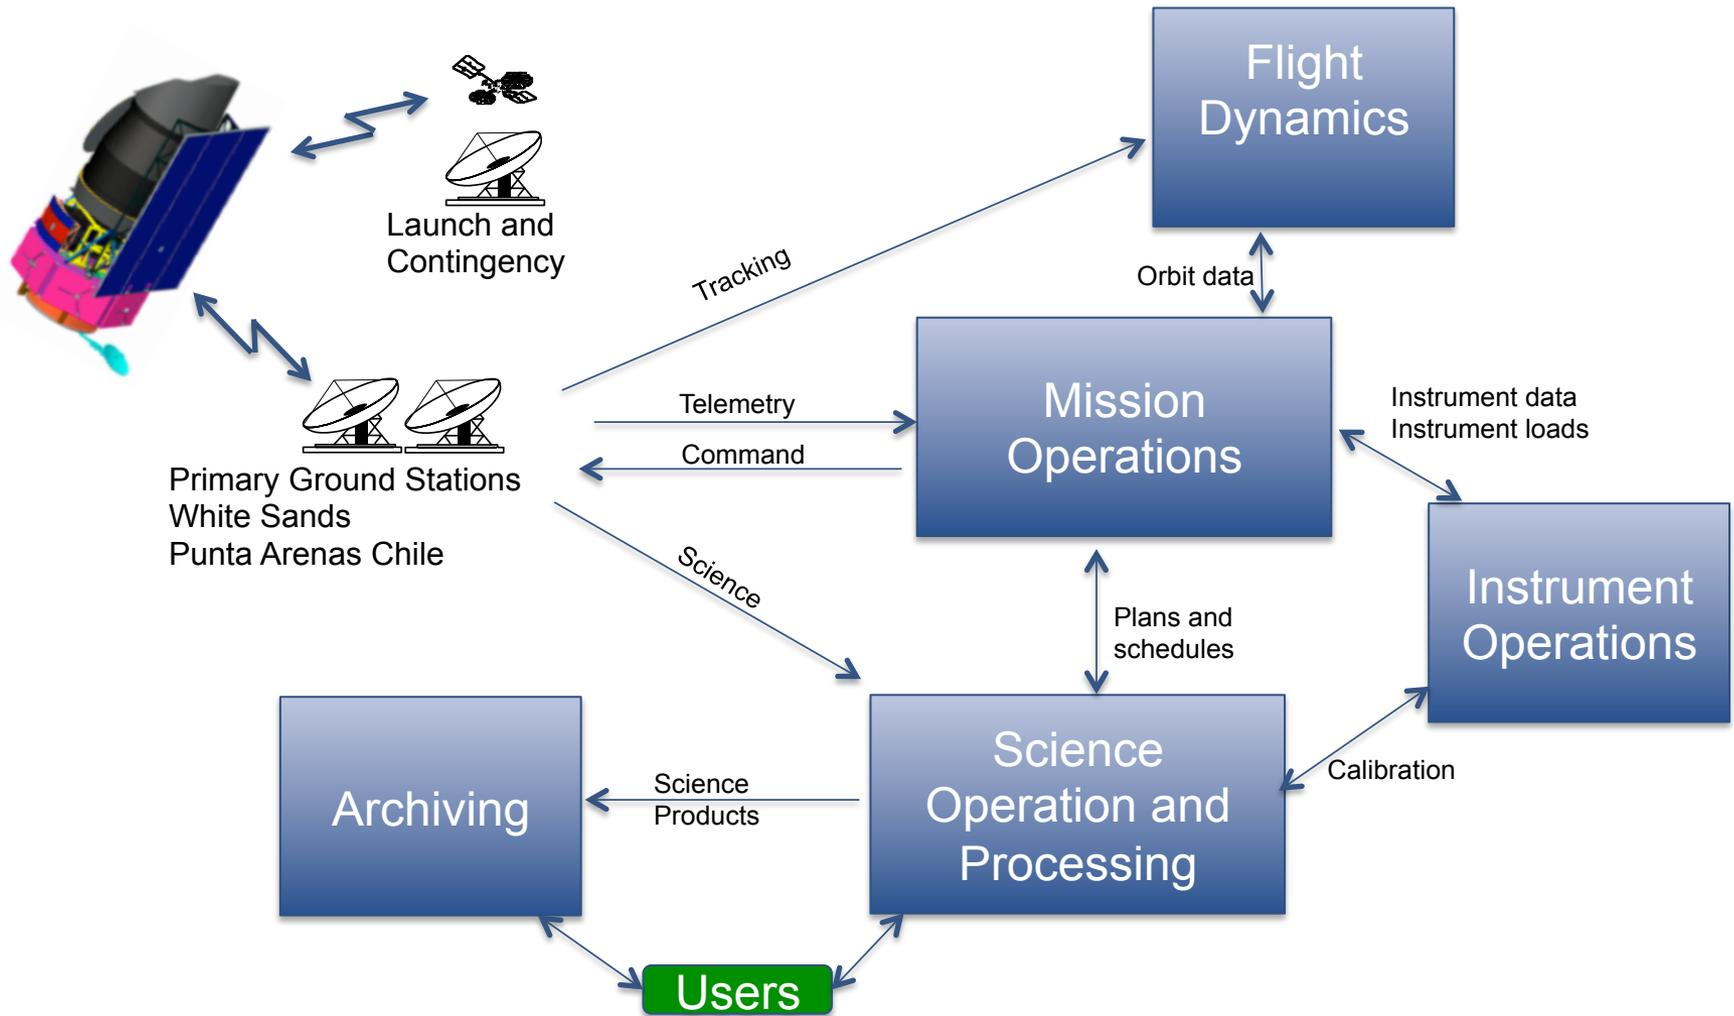 Flight
Dynamics
Launch and
Contingency
Tracking
Orbit data
Mission
Operations
Telemetry
Command
Instrument data
Instrument loads
Primary Ground Stations
White Sands
Punta Arenas Chile
Science
Plans and
schedules
Instrument
Operations
Archiving
Science
Products
Science
Operation and
Processing
Calibration
Users